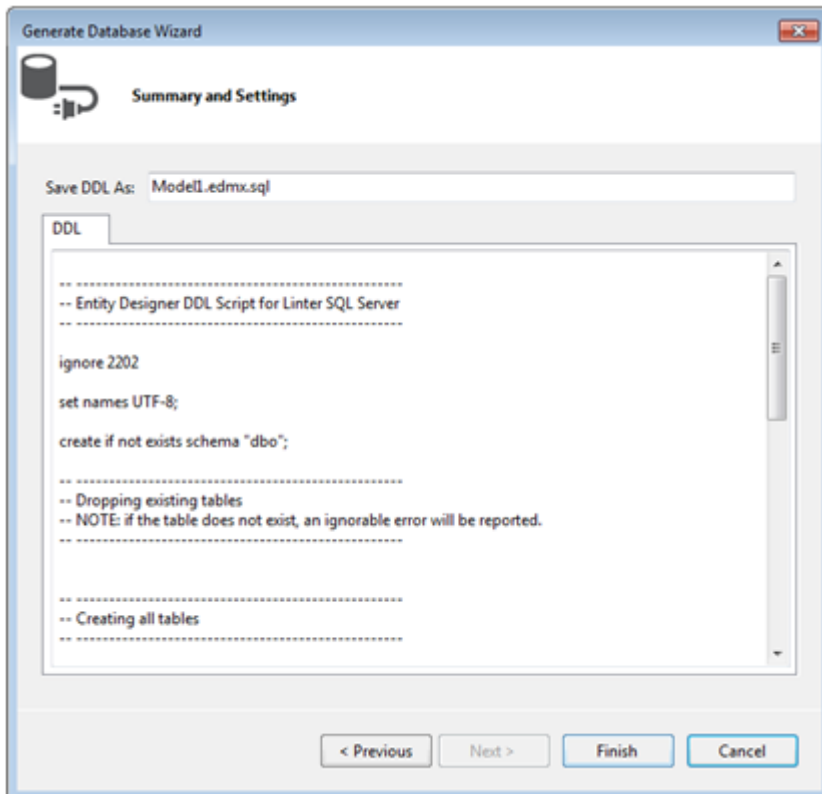 Generate Database Wizard
Summary and Settings
Save DDL As: Model1.edmx.sql
DDL
-- --------------------------------------------------
-- Entity Designer DDL Script for Linter SQL Server
-- --------------------------------------------------
ignore 2202
set names UTF-8;
create if not exists schema "dbo";
-- --------------------------------------------------
-- Dropping existing tables
-- NOTE: if the table does not exist, an ignorable error will be reported.
-- --------------------------------------------------
-- --------------------------------------------------
-- Creating all tables
-- --------------------------------------------------
< Previous Next > Finish Cancel